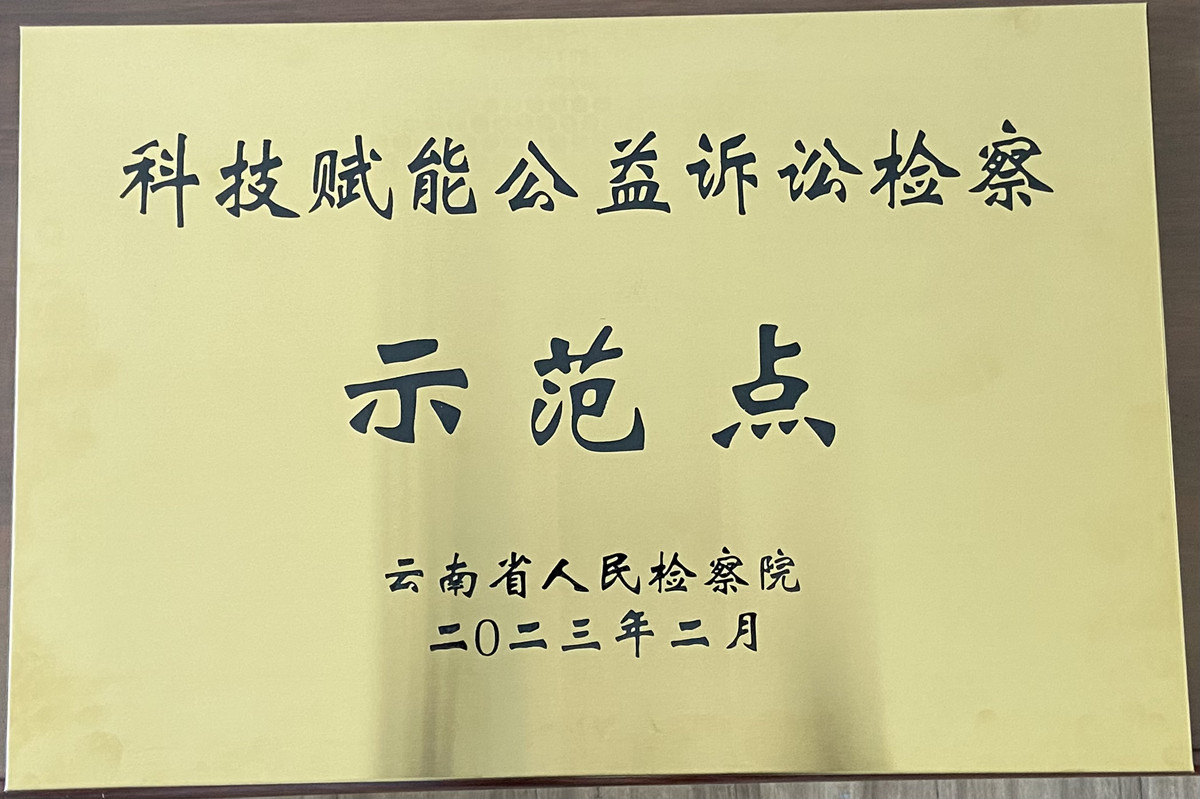 科技赋能公益诉讼检察
示范点
云南省人民检察院
二0二三年二月